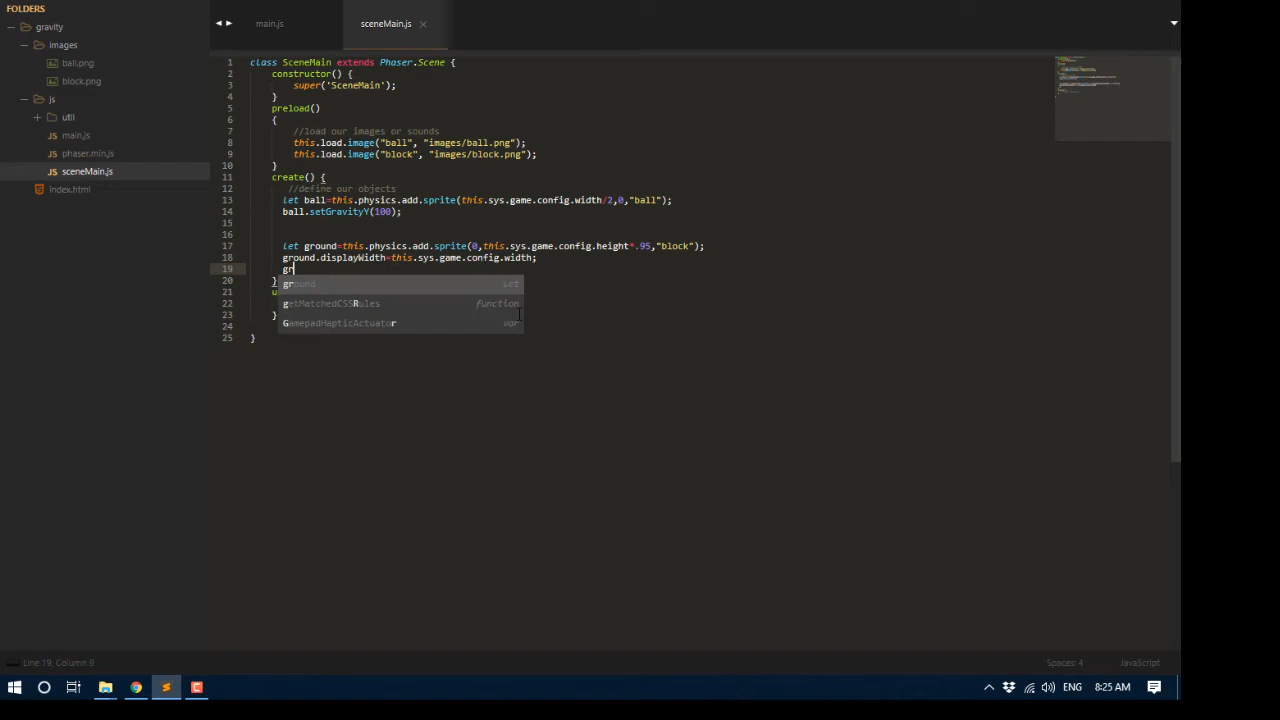 FOLDERS
gravity
images
ball.png
block.png
js
util
main.js
phaser.min.js
sceneMain.js
index.html
main.js
sceneMain.js
1 class SceneMain extends Phaser.Scene {
2 constructor() {
3 super('SceneMain');
4 }
5 preload()
6 {
7 //load our images or sounds
8 this.load.image("ball", "images/ball.png");
9 this.load.image("block", "images/block.png");
10 }
11 create() {
12 //define our objects
13 let ball=this.physics.add.sprite(this.sys.game.config.width/2,0,"ball");
14 ball.setGravityY(100);
15
16
17 let ground=this.physics.add.sprite(0,this.sys.game.config.height*.95,"block");
18 ground.displayWidth=this.sys.game.config.width;
19 gr
ground let
20 }
21 u
getMatchedCSSRules function
22
23 }
GamepadHapticActuator var
24
25 }
Line 19, Column 9
Spaces: 4
JavaScript
ENG
8:25 AM